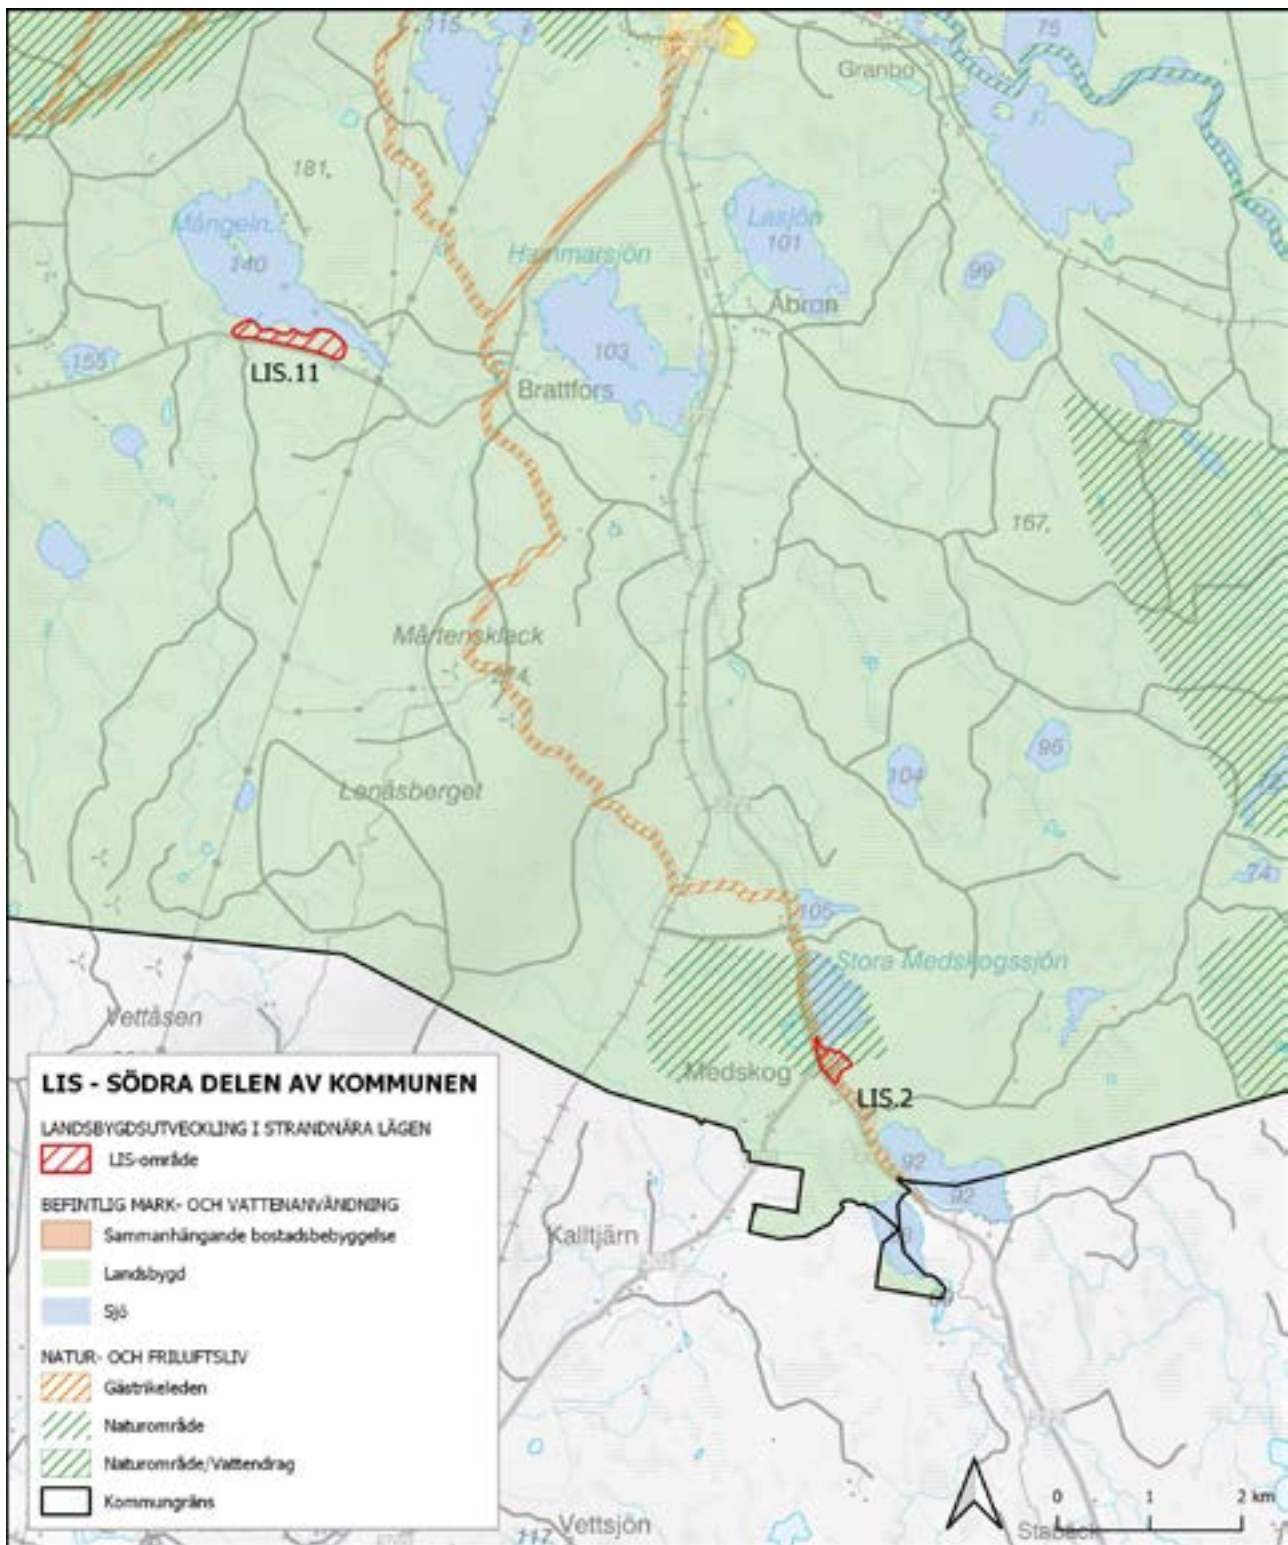 115
75
Granbo
181
Mången
140
Lasjön
101
Hammarsjön
99
Åbron
103
155
LIS.11
Brattfors
167
Mårtensklack
96
104
Lenåsberget
74
105
Stora Medskogssjön
Vettåsen
Medskog
LIS.2
92
92
Kalltjärn
LIS - SÖDRA DELEN AV KOMMUNEN
LANDSBYGDSUTVECKLING I STRANDNÄRA LÄGEN
LIS-område
BEFINTLIG MARK- OCH VATTENANVÄNDNING
Sammanhängande bostadsbebyggelse
Landsbygd
Sjö
NATUR- OCH FRILUFTSLIV
Gästrikeleden
Naturområde
Naturområde/Vattendrag
Kommungräns
0 1 2 km
117
Vettsjön
Stabäck